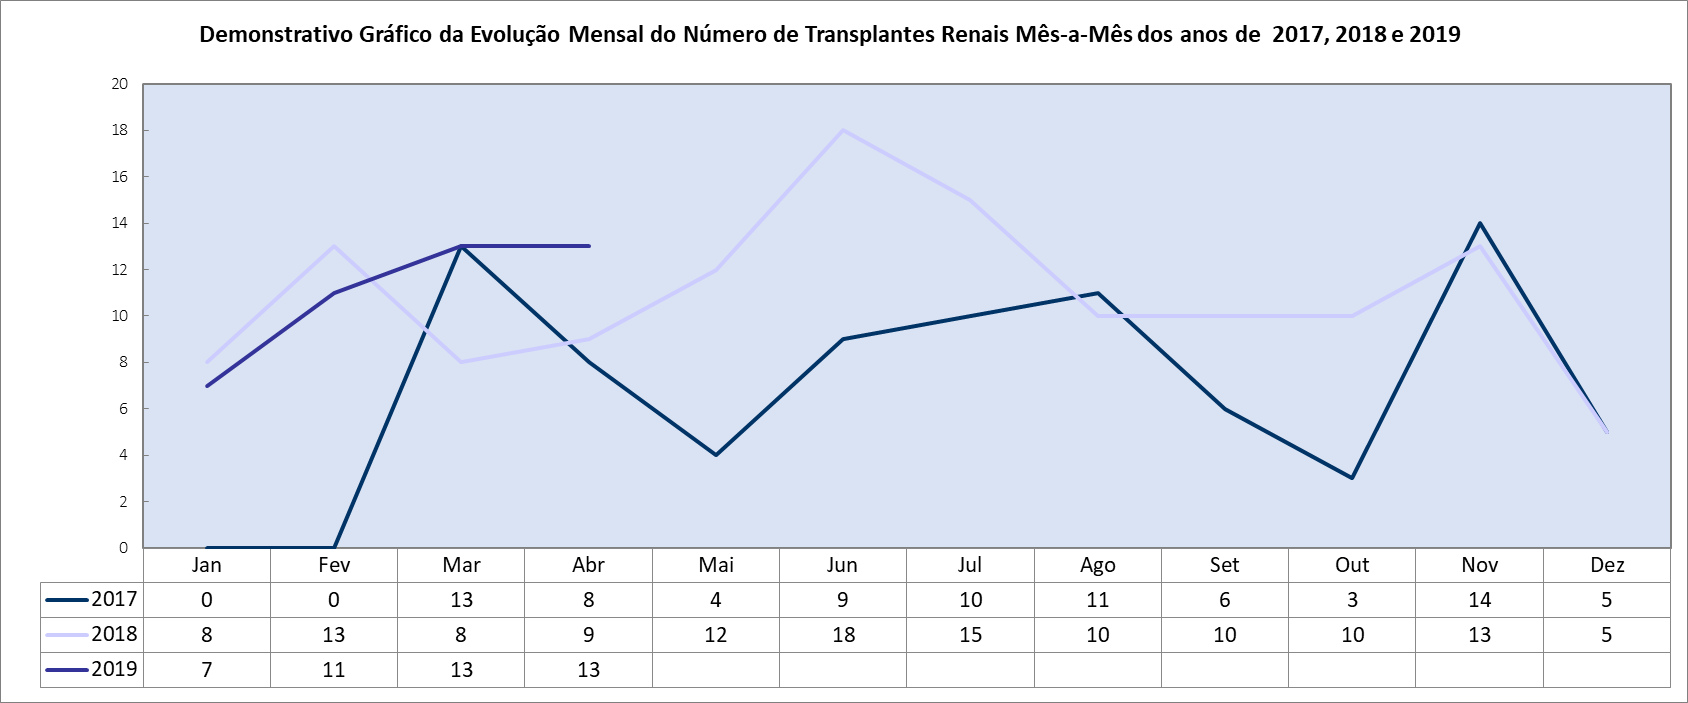 Demonstrativo Gráfico da Evolução Mensal do Número de Transplantes Renais Mês-a-Mês dos anos de 2017, 2018 e 2019
20
18
16
14
12
10
8
6
4
2
0
Jan Fev Mar Abr Mai Jun Jul Ago Set Out Nov Dez
2017 0 0 13 8 4 9 10 11 6 3 14 5
2018 8 13 8 9 12 18 15 10 10 10 13 5
2019 7 11 13 13